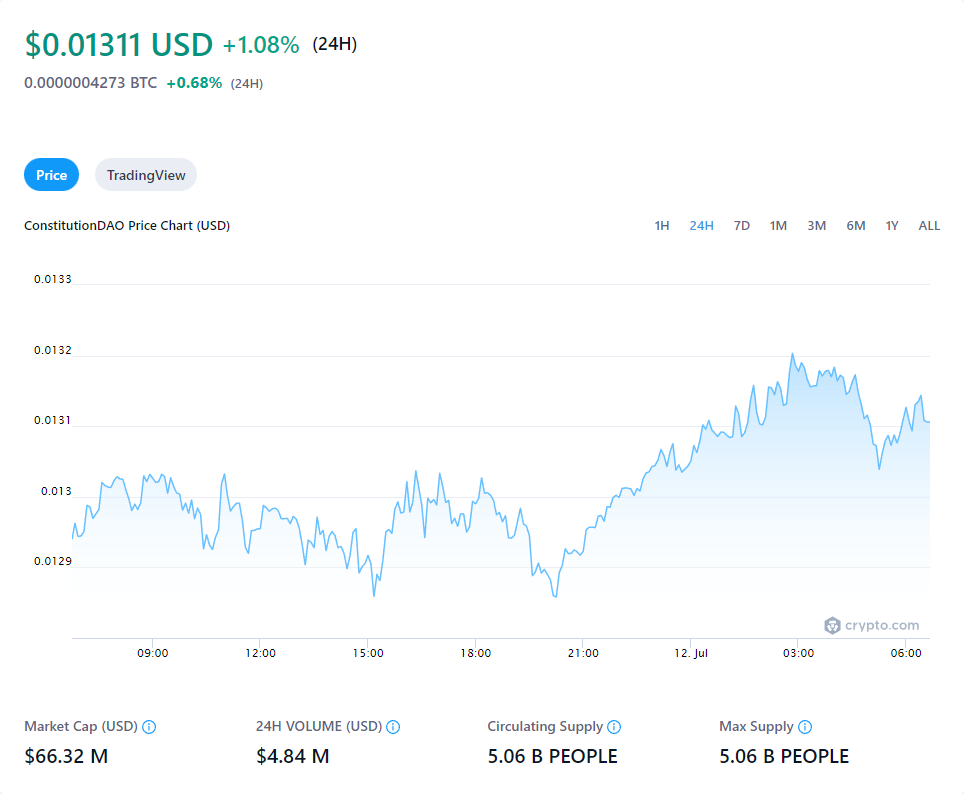 $0.01311 USD +1.08% (24H)
0.0000004273 BTC +0.68% (24H)
Price TradingView
ConstitutionDAO Price Chart (USD) 1H 24H 7D 1M 3M 6M 1Y ALL
0.0133
0.0132
0.0131
0.013
0.0129
crypto.com
09:00 12:00 15:00 18:00 21:00 12. Jul 03:00 06:00
Market Cap (USD) 24H VOLUME (USD) Circulating Supply Max Supply
$66.32 M $4.84 M 5.06 B PEOPLE 5.06 B PEOPLE